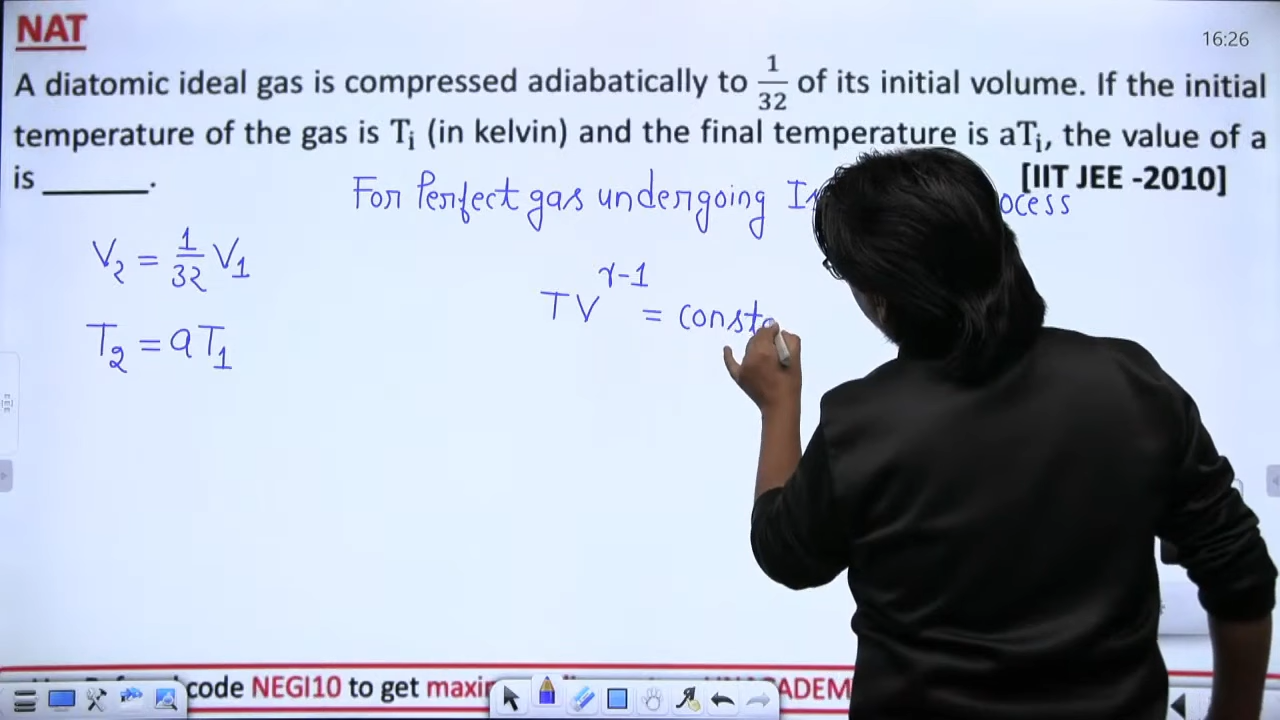 NAT
16:26
A diatomic ideal gas is compressed adiabatically to 1/32 of its initial volume. If the initial
temperature of the gas is Tᵢ (in kelvin) and the final temperature is aTᵢ, the value of a
is ______.
[IIT JEE -2010]
For Perfect gas undergoing
V₂ = 1/32 V₁
TV^(γ-1) = const
T₂ = aT₁
code NEGI10 to get